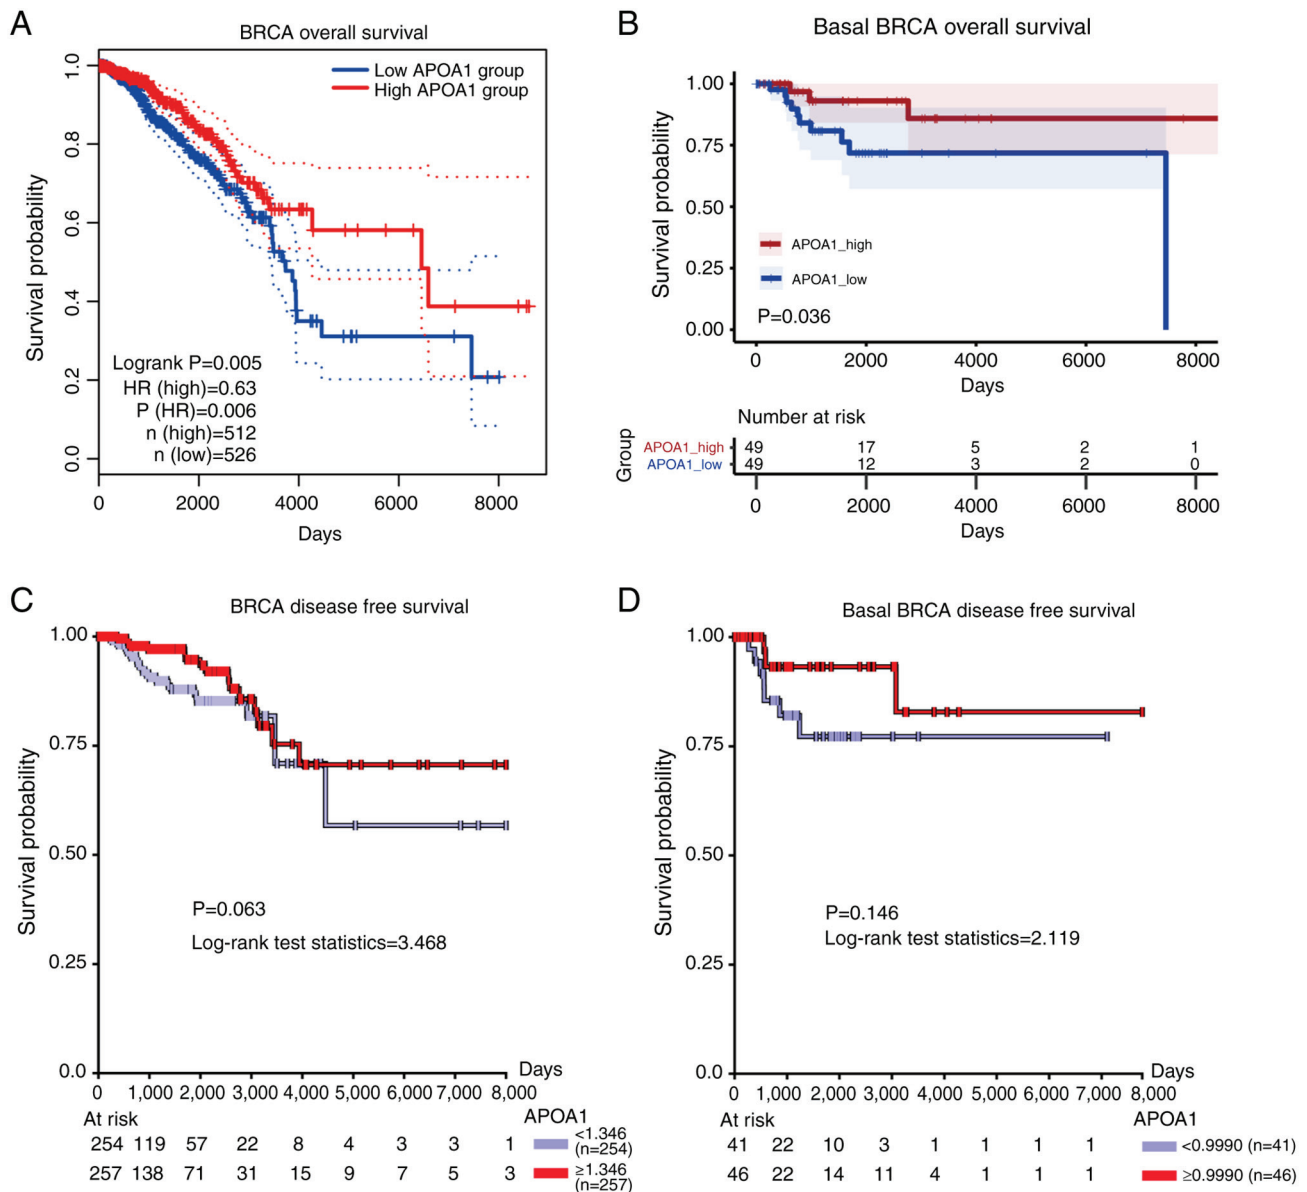 A
BRCA overall survival
Low APOA1 group
High APOA1 group
Survival probability
1.0
0.8
0.6
0.4
0.2
0.0
Logrank P=0.005
HR (high)=0.63
P (HR)=0.006
n (high)=512
n (low)=526
0 2000 4000 6000 8000
Days
B
Basal BRCA overall survival
Survival probability
1.00
0.75
0.50
0.25
0.00
APOA1_high
APOA1_low
P=0.036
0 2000 4000 6000 8000
Days
Number at risk
Group
APOA1_high 49 17 5 2 1
APOA1_low 49 12 3 2 0
0 2000 4000 6000 8000
Days
C
BRCA disease free survival
Survival probability
1.00
0.75
0.50
0.25
0.0
P=0.063
Log-rank test statistics=3.468
Days
0 1,000 2,000 3,000 4,000 5,000 6,000 7,000 8,000
At risk
APOA1
254 119 57 22 8 4 3 3 1 <1.346
(n=254)
257 138 71 31 15 9 7 5 3 ≥1.346
(n=257)
D
Basal BRCA disease free survival
Survival probability
1.00
0.75
0.50
0.25
0.0
P=0.146
Log-rank test statistics=2.119
Days
0 1,000 2,000 3,000 4,000 5,000 6,000 7,000 8,000
At risk
APOA1
41 22 10 3 1 1 1 1 <0.9990 (n=41)
46 22 14 11 4 1 1 1 ≥0.9990 (n=46)